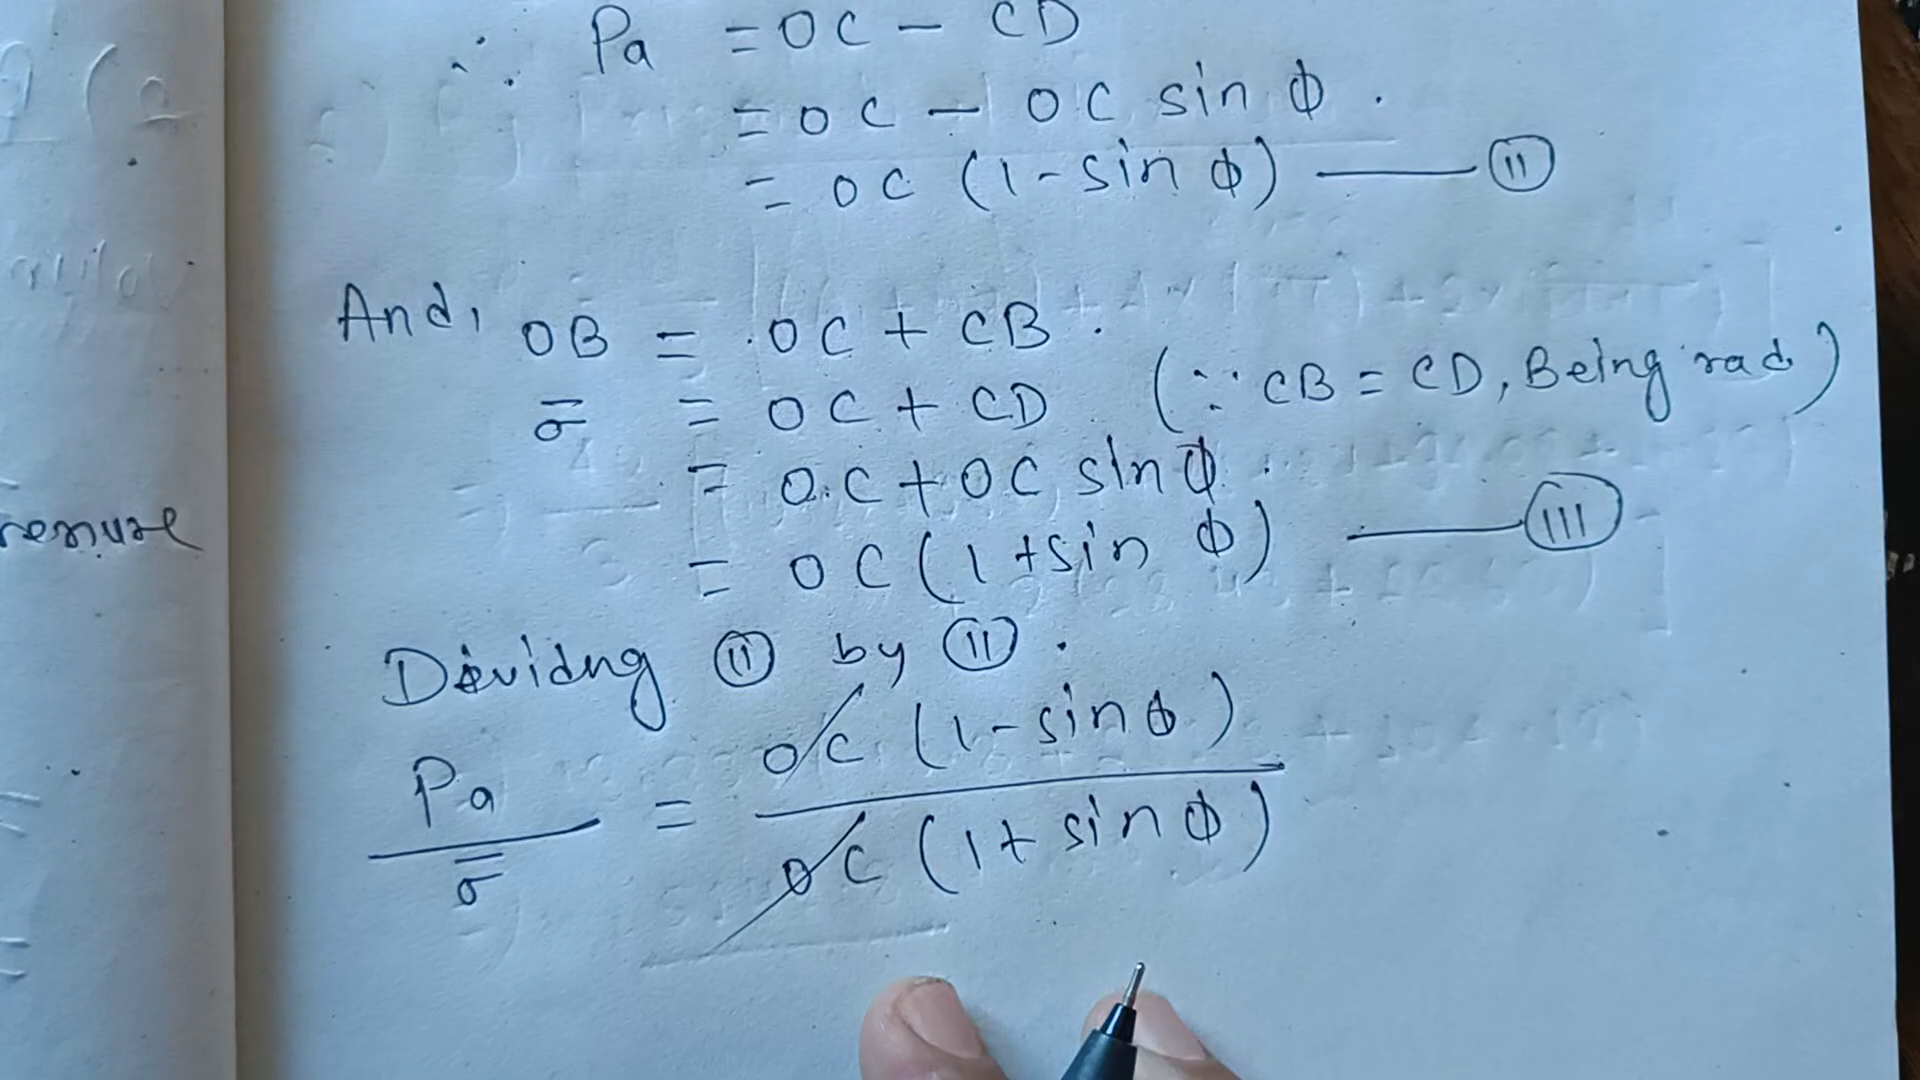 ∴ Pa = OC - CD
= OC - OC sin ϕ.
= OC (1-sin ϕ) — (II)
And, OB = OC + CB.
σ̄ = OC + CD (∵ CB = CD, Being rad)
= OC + OC sin ϕ.
= OC (1+sin ϕ) — (III)
Dividng (II) by (II).
Pa / σ̄ = OC (1-sin ϕ) / OC (1+ sin ϕ)